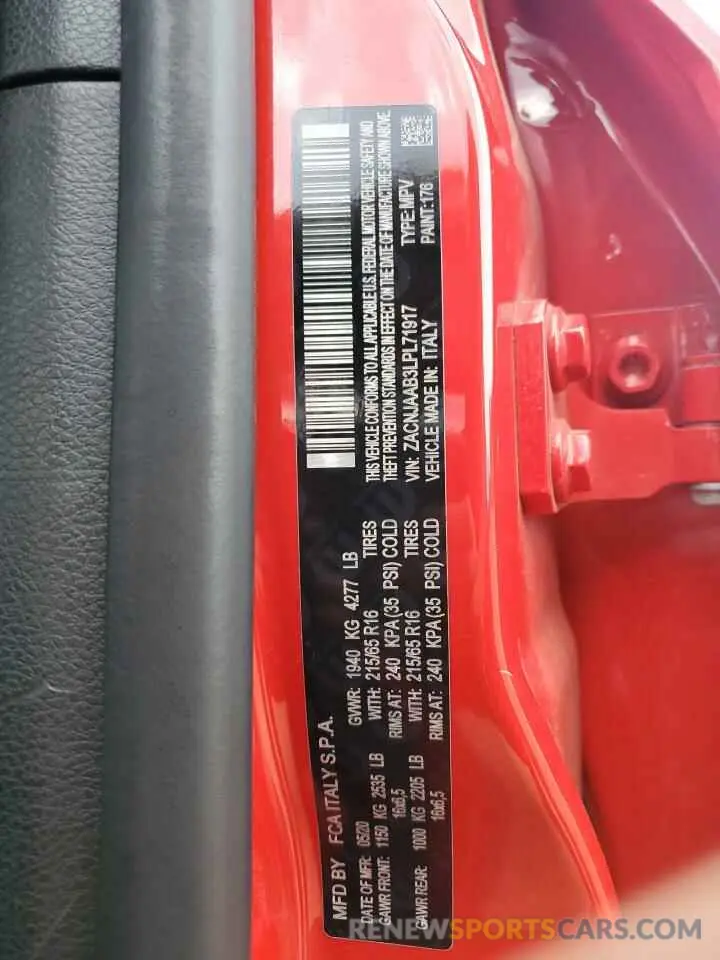 MFD BY FCA ITALY S.P.A.
DATE OF MFR: 05/20 GVWR: 1940 KG 4277 LB
GAWR FRONT: 1150 KG 2535 LB WITH: 215/65 R16 TIRES
16x6,5 RIMS AT: 240 KPA(35 PSI) COLD
GAWR REAR: 1000 KG 2205 LB WITH: 215/65 R16 TIRES
16x6,5 RIMS AT: 240 KPA(35 PSI) COLD
THIS VEHICLE CONFORMS TO ALL APPLICABLE U.S. FEDERAL MOTOR VEHICLE SAFETY AND
THEFT PREVENTION STANDARDS IN EFFECT ON THE DATE OF MANUFACTURE SHOWN ABOVE.
VIN: ZACNJAAB3LPL71917 TYPE: MPV
VEHICLE MADE IN: ITALY PAINT: 176
RENEWSPORTSCARS.COM